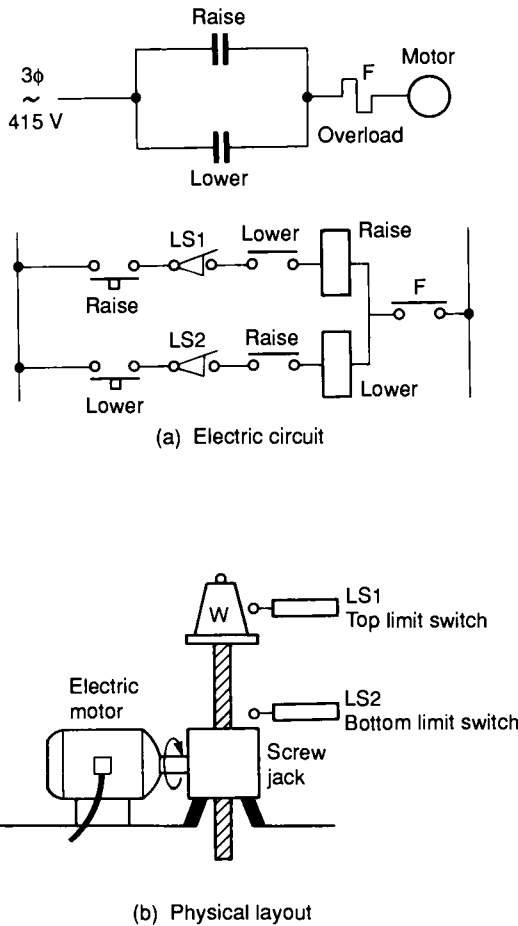 Raise
3ϕ
~
415 V
F
Motor
Overload
Lower
LS1
Lower
Raise
Raise
F
LS2
Raise
Lower
Lower
(a) Electric circuit
W
LS1
Top limit switch
Electric
motor
LS2
Bottom limit switch
Screw
jack
(b) Physical layout